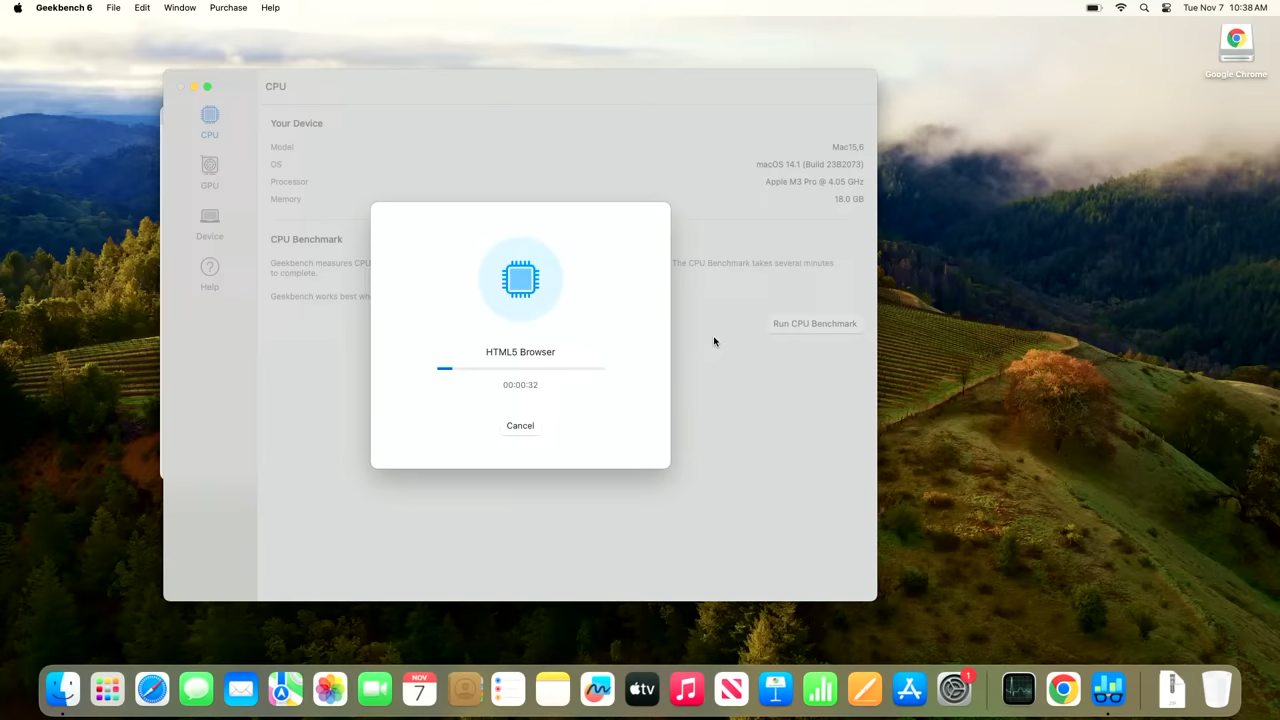 Geekbench 6 File Edit Window Purchase Help Tue Nov 7 10:38 AM
Google Chrome
CPU
CPU
GPU
Device
Help
Your Device
Model Mac15,6
OS macOS 14.1 (Build 23B2073)
Processor Apple M3 Pro @ 4.05 GHz
Memory 18.0 GB
CPU Benchmark
Geekbench measures CPU The CPU Benchmark takes several minutes
to complete.
Geekbench works best
Run CPU Benchmark
HTML5 Browser
00:00:32
Cancel
NOV
7
tv
1
ZIP